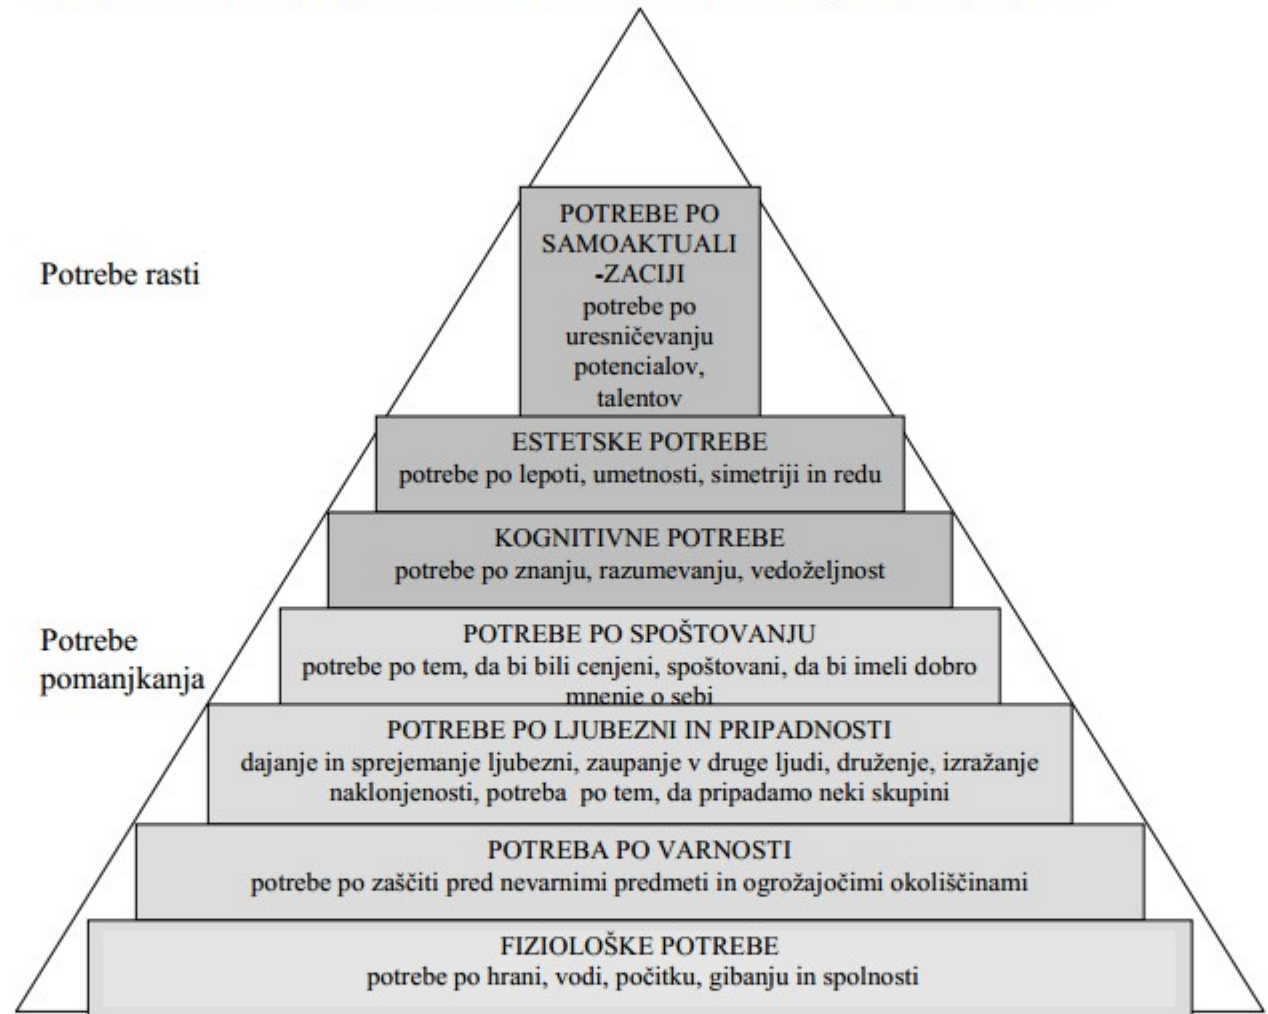 POTREBE PO
SAMOAKTUALI
-ZACIJI
potrebe po
uresničevanju
potencialov,
talentov
Potrebe rasti
ESTETSKE POTREBE
potrebe po lepoti, umetnosti, simetriji in redu
KOGNITIVNE POTREBE
potrebe po znanju, razumevanju, vedoželjnost
Potrebe
pomanjkanja
POTREBE PO SPOŠTOVANJU
potrebe po tem, da bi bili cenjeni, spoštovani, da bi imeli dobro
mnenje o sebi
POTREBE PO LJUBEZNI IN PRIPADNOSTI
dajanje in sprejemanje ljubezni, zaupanje v druge ljudi, druženje, izražanje
naklonjenosti, potreba po tem, da pripadamo neki skupini
POTREBA PO VARNOSTI
potrebe po zaščiti pred nevarnimi predmeti in ogrožajočimi okoliščinami
FIZIOLOŠKE POTREBE
potrebe po hrani, vodi, počitku, gibanju in spolnosti